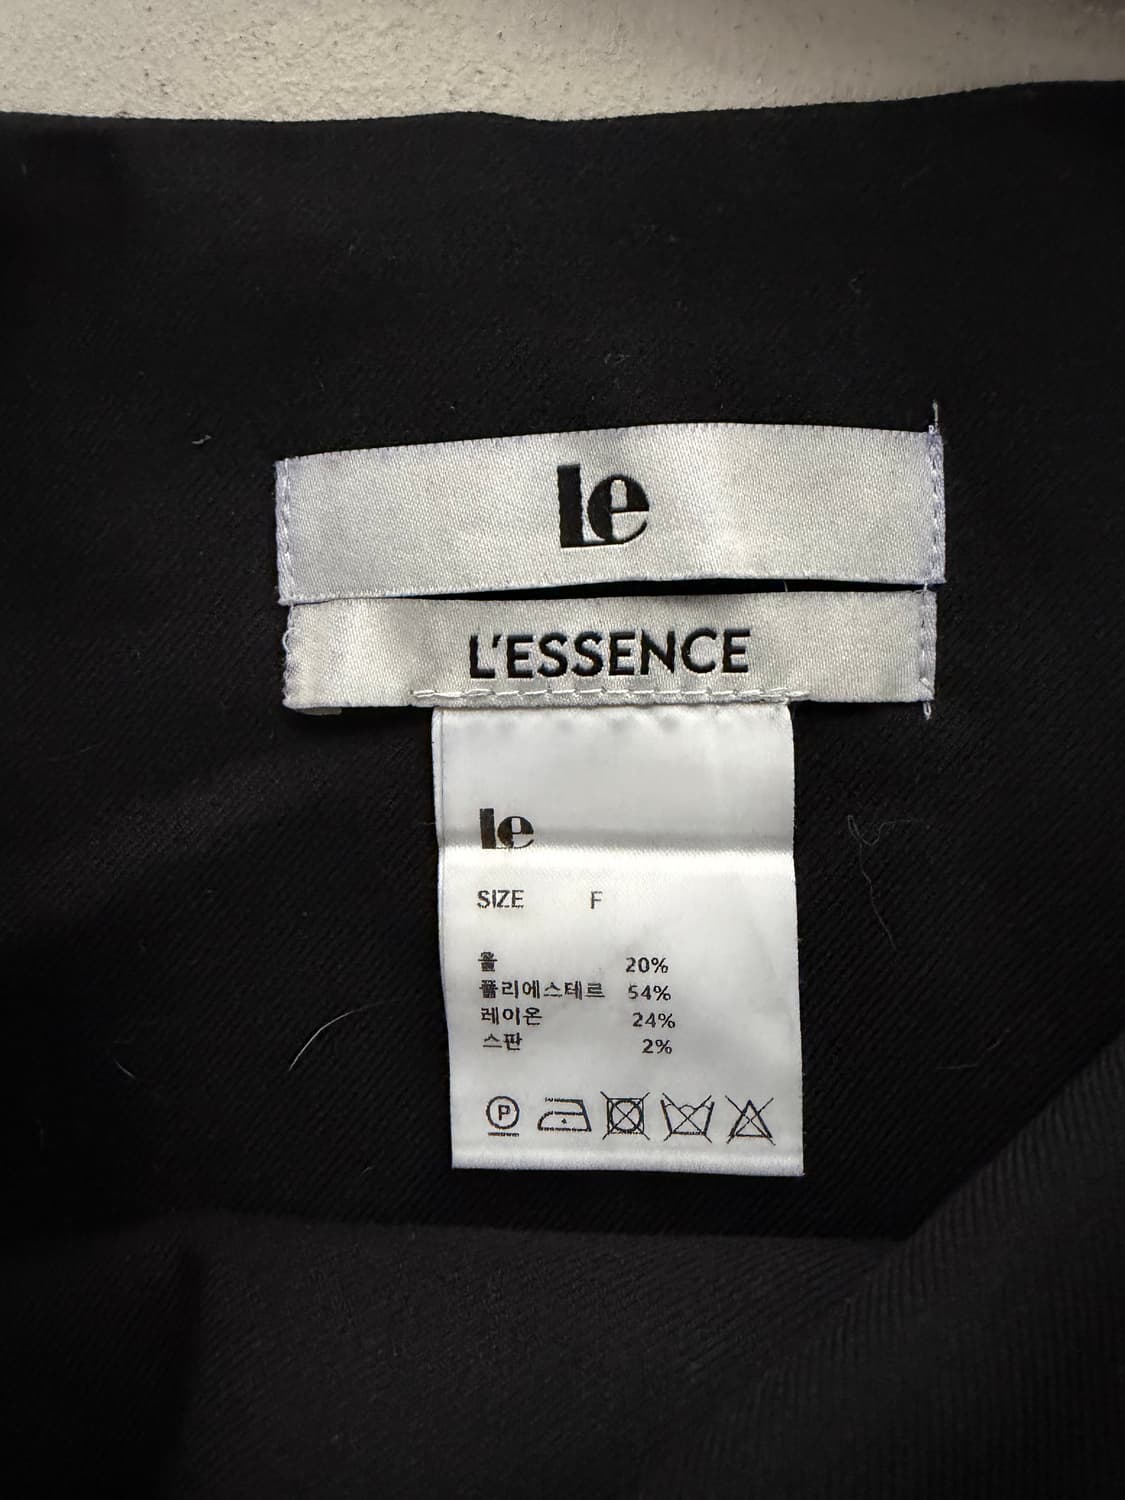 le
L'ESSENCE
le
SIZE F
울 20%
폴리에스테르 54%
레이온 24%
스판 2%
P